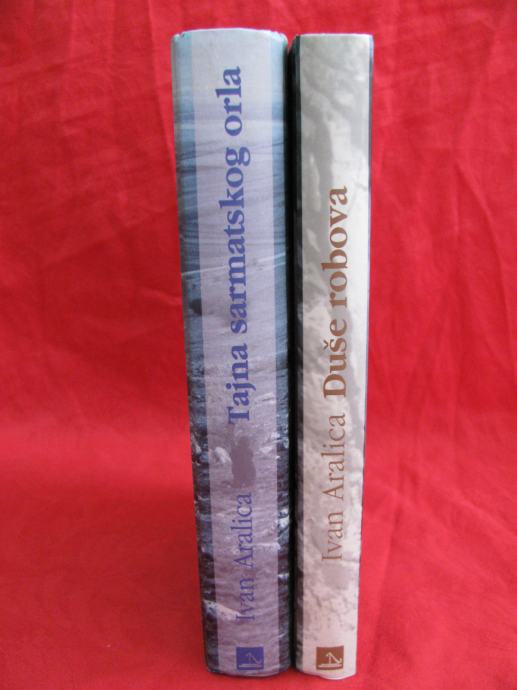 Ivan Aralica Tajna sarmatskog orla
Ivan Aralica Duše robova